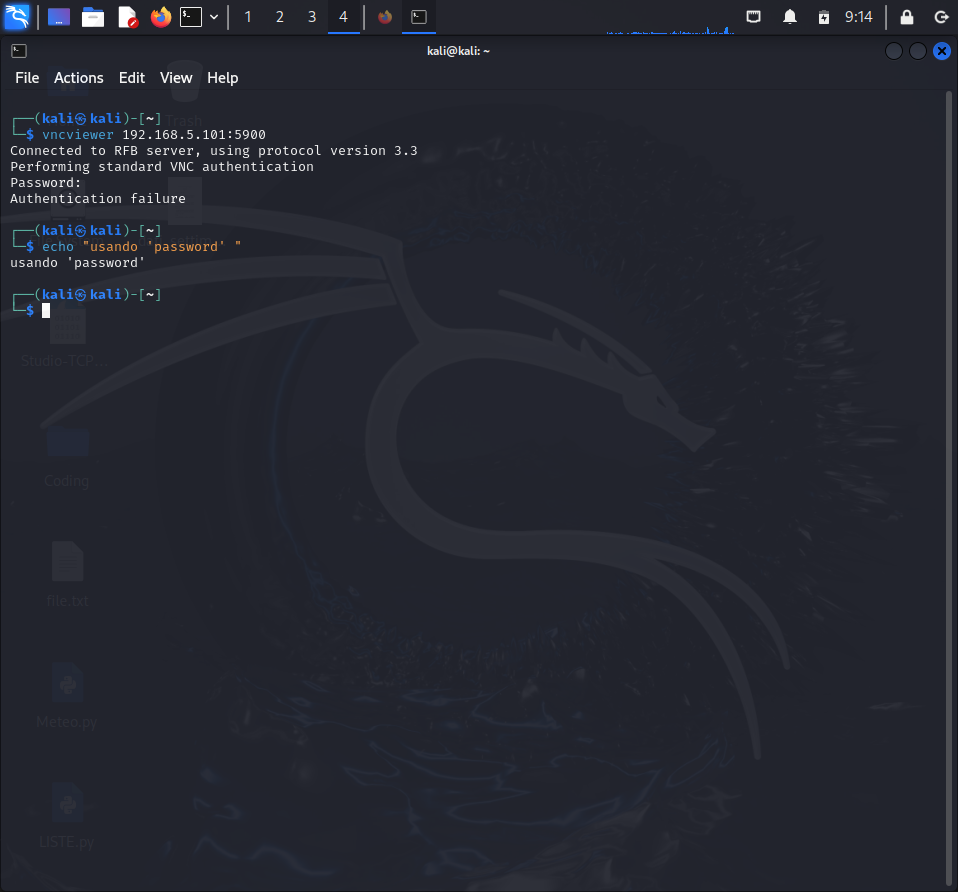 1 2 3 4
9:14
kali@kali: ~
File Actions Edit View Help
Trash
┌──(kali㉿kali)-[~]
└─$ vncviewer 192.168.5.101:5900
Connected to RFB server, using protocol version 3.3
Performing standard VNC authentication
Password:
Authentication failure
┌──(kali㉿kali)-[~]
└─$ echo "usando 'password' "
usando 'password'
┌──(kali㉿kali)-[~]
└─$
Studio-TCP...
Coding
file.txt
Meteo.py
LISTE.py